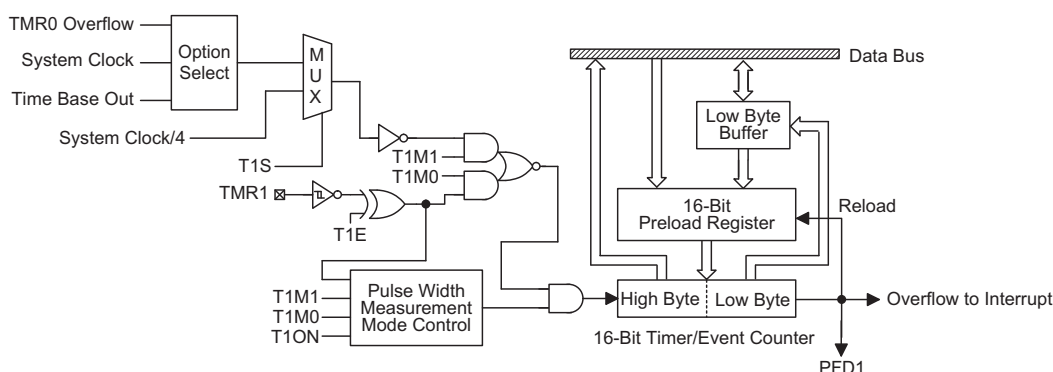 TMR0 Overflow
System Clock
Time Base Out
Option
Select
M
U
X
System Clock/4
T1S
TMR1
T1E
T1M1
T1M0
T1M1
T1M0
T1ON
Pulse Width
Measurement
Mode Control
Data Bus
Low Byte
Buffer
16-Bit
Preload Register
Reload
High Byte
Low Byte
16-Bit Timer/Event Counter
Overflow to Interrupt
PFD1